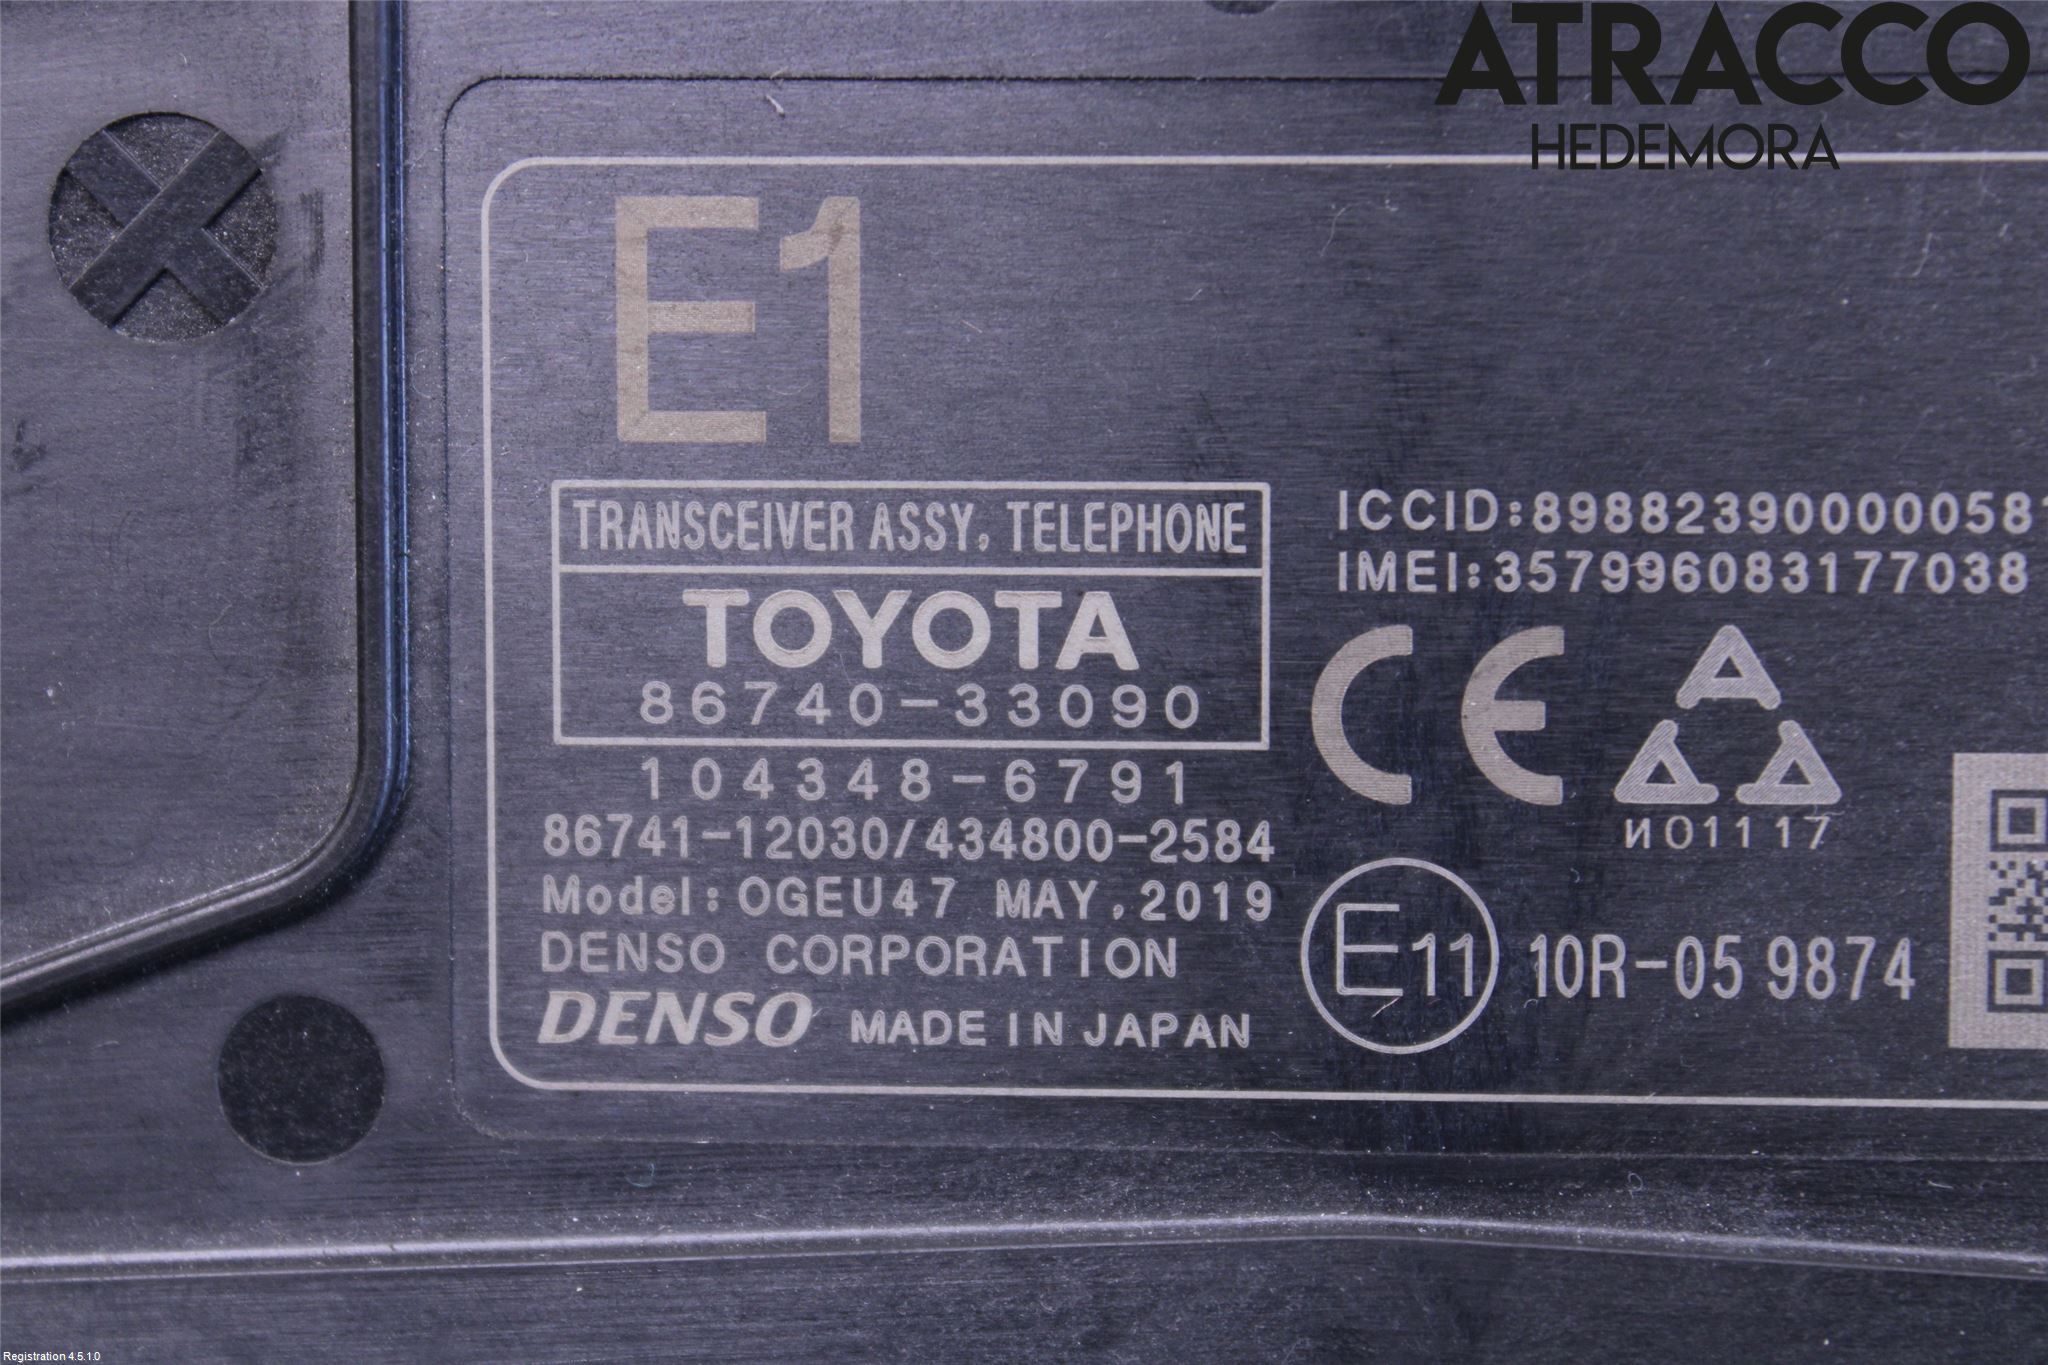 ATRACCO
HEDEMORA
E1
TRANSCEIVER ASSY, TELEPHONE
TOYOTA
86740-33090
104348-6791
86741-12030/434800-2584
Model:OGEU47 MAY,2019
DENSO CORPORATION
DENSO MADE IN JAPAN
ICCID:898823900000058
IMEI:357996083177038
CE
A
И01117
E11 10R-05 9874
Registration 4.5.1.0